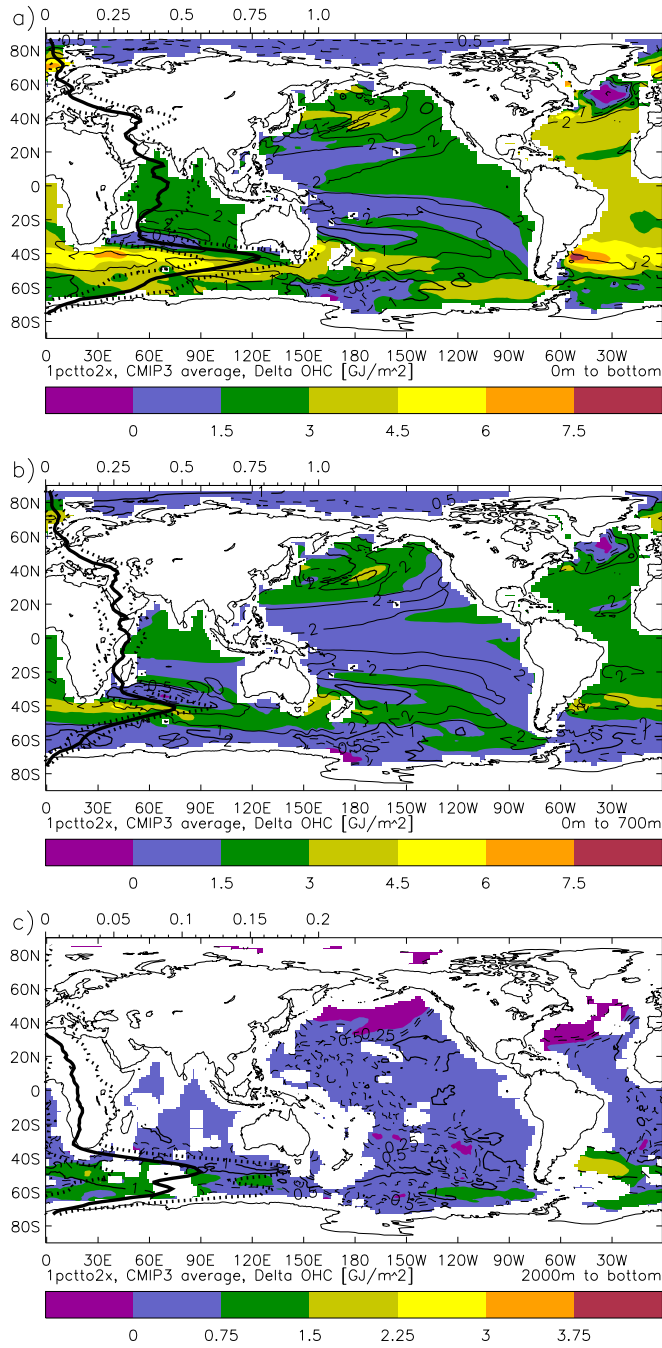 a)
0 0.25 0.5 0.75 1.0
80N
60N
40N
20N
0
20S
40S
60S
80S
0 30E 60E 90E 120E 150E 180E 150W 120W 90W 60W 30W
1pctto2x, CMIP3 average, Delta OHC [GJ/m^2] 0m to bottom
0 1.5 3 4.5 6 7.5
b)
0 0.25 0.5 0.75 1.0
80N
60N
40N
20N
0
20S
40S
60S
80S
0 30E 60E 90E 120E 150E 180E 150W 120W 90W 60W 30W
1pctto2x, CMIP3 average, Delta OHC [GJ/m^2] 0m to 700m
0 1.5 3 4.5 6 7.5
c)
0 0.05 0.1 0.15 0.2
80N
60N
40N
20N
0
20S
40S
60S
80S
0 30E 60E 90E 120E 150E 180E 150W 120W 90W 60W 30W
1pctto2x, CMIP3 average, Delta OHC [GJ/m^2] 2000m to bottom
0 0.75 1.5 2.25 3 3.75